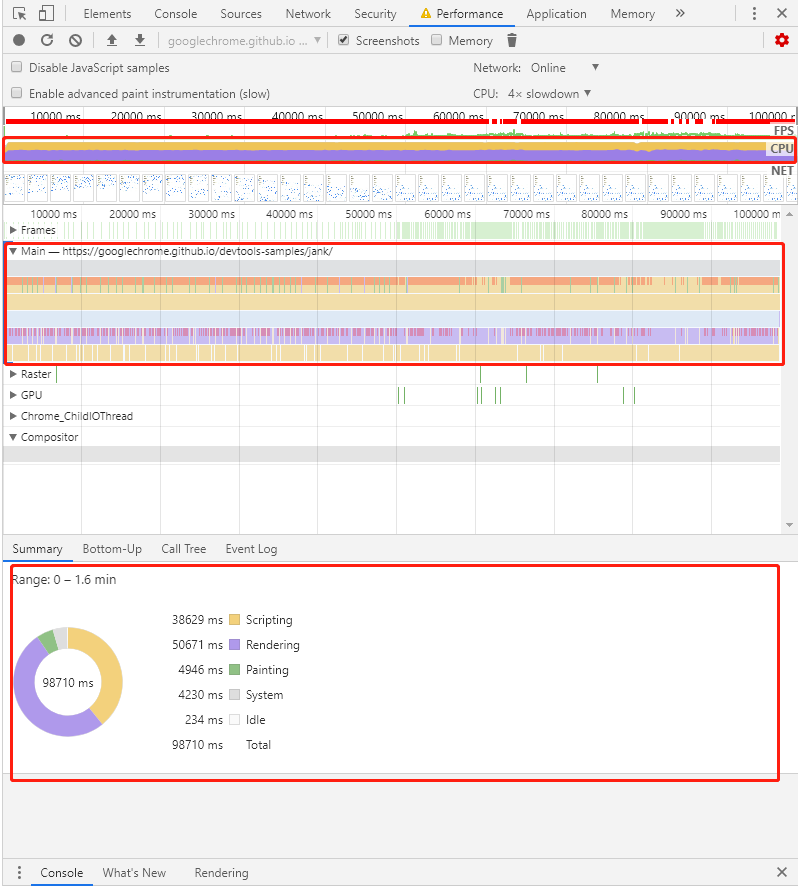 Elements Console Sources Network Security Performance Application Memory »
googlechrome.github.io ... Screenshots Memory
Disable JavaScript samples Network: Online
Enable advanced paint instrumentation (slow) CPU: 4× slowdown
10000 ms 20000 ms 30000 ms 40000 ms 50000 ms 60000 ms 70000 ms 80000 ms 90000 ms 100000 r
FPS
CPU
NET
10000 ms 20000 ms 30000 ms 40000 ms 50000 ms 60000 ms 70000 ms 80000 ms 90000 ms 100000 m
Frames
Main — https://googlechrome.github.io/devtools-samples/jank/
Raster
GPU
Chrome_ChildIOThread
Compositor
Summary Bottom-Up Call Tree Event Log
Range: 0 – 1.6 min
38629 ms Scripting
50671 ms Rendering
98710 ms
4946 ms Painting
4230 ms System
234 ms Idle
98710 ms Total
Console What's New Rendering